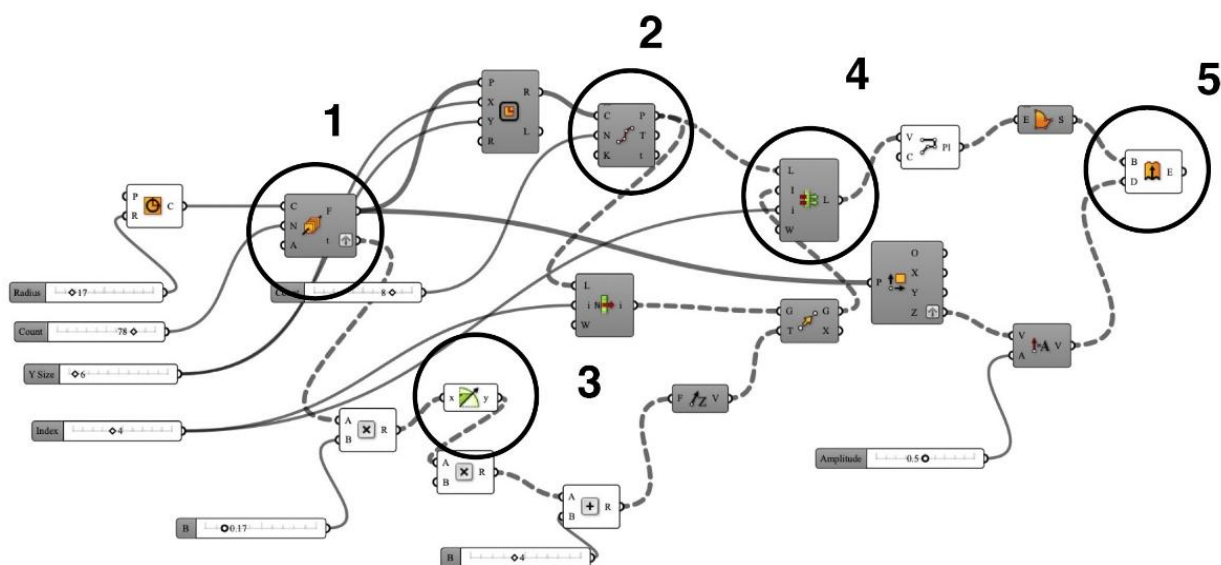 1
2
3
4
5
P
R
C
C
N
A
F
t
P
X
Y
R
R
L
C
N
K
P
T
t
L
I
i
W
L
V
C
Pl
E
S
B
D
E
Radius
17
Count
78
Y Size
6
Index
4
8
L
i
W
N
i
G
T
G
X
P
O
X
Y
Z
V
A
A
V
Amplitude
0.5
A
B
R
x
y
A
B
R
A
B
R
F
Z
V
B
0.17
B
4